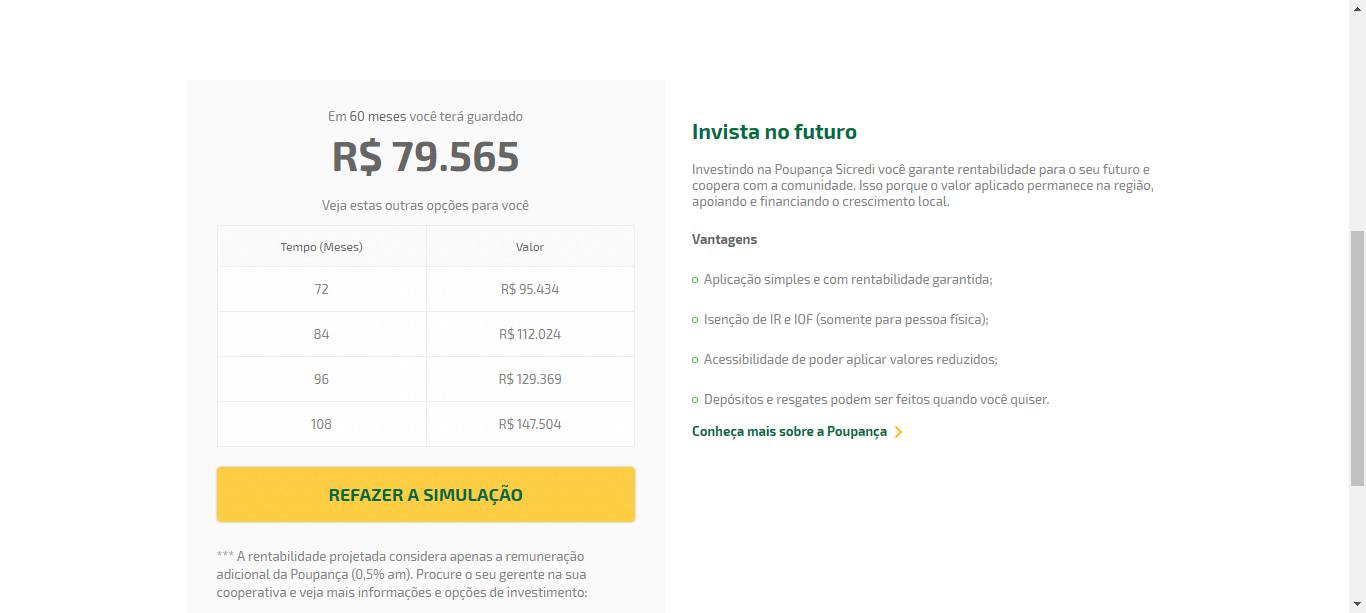 Em 60 meses você terá guardado
R$ 79.565
Veja estas outras opções para você
Tempo (Meses) Valor
72 R$ 95.434
84 R$ 112.024
96 R$ 129.369
108 R$ 147.504
REFAZER A SIMULAÇÃO
*** A rentabilidade projetada considera apenas a remuneração
adicional da Poupança (0,5% am). Procure o seu gerente na sua
cooperativa e veja mais informações e opções de investimento:
Invista no futuro
Investindo na Poupança Sicredi você garante rentabilidade para o seu futuro e
coopera com a comunidade. Isso porque o valor aplicado permanece na região,
apoiando e financiando o crescimento local.
Vantagens
Aplicação simples e com rentabilidade garantida;
Isenção de IR e IOF (somente para pessoa física);
Acessibilidade de poder aplicar valores reduzidos;
Depósitos e resgates podem ser feitos quando você quiser.
Conheça mais sobre a Poupança